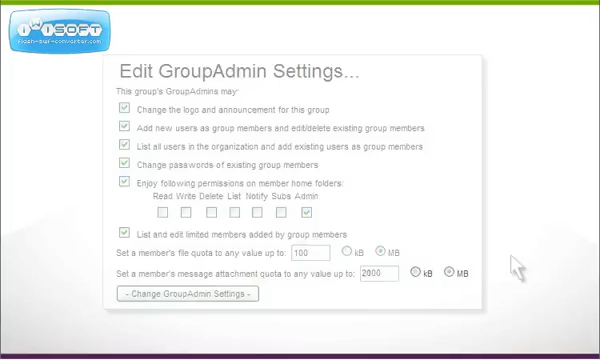 iWiSOFT
flash-swf-converter.com
Edit GroupAdmin Settings...
This group's GroupAdmins may:
Change the logo and announcement for this group
Add new users as group members and edit/delete existing group members
List all users in the organization and add existing users as group members
Change passwords of existing group members
Enjoy following permissions on member home folders:
Read Write Delete List Notify Subs Admin
List and edit limited members added by group members
Set a member's file quota to any value up to: 100 kB MB
Set a member's message attachment quota to any value up to: 2000 kB MB
- Change GroupAdmin Settings -